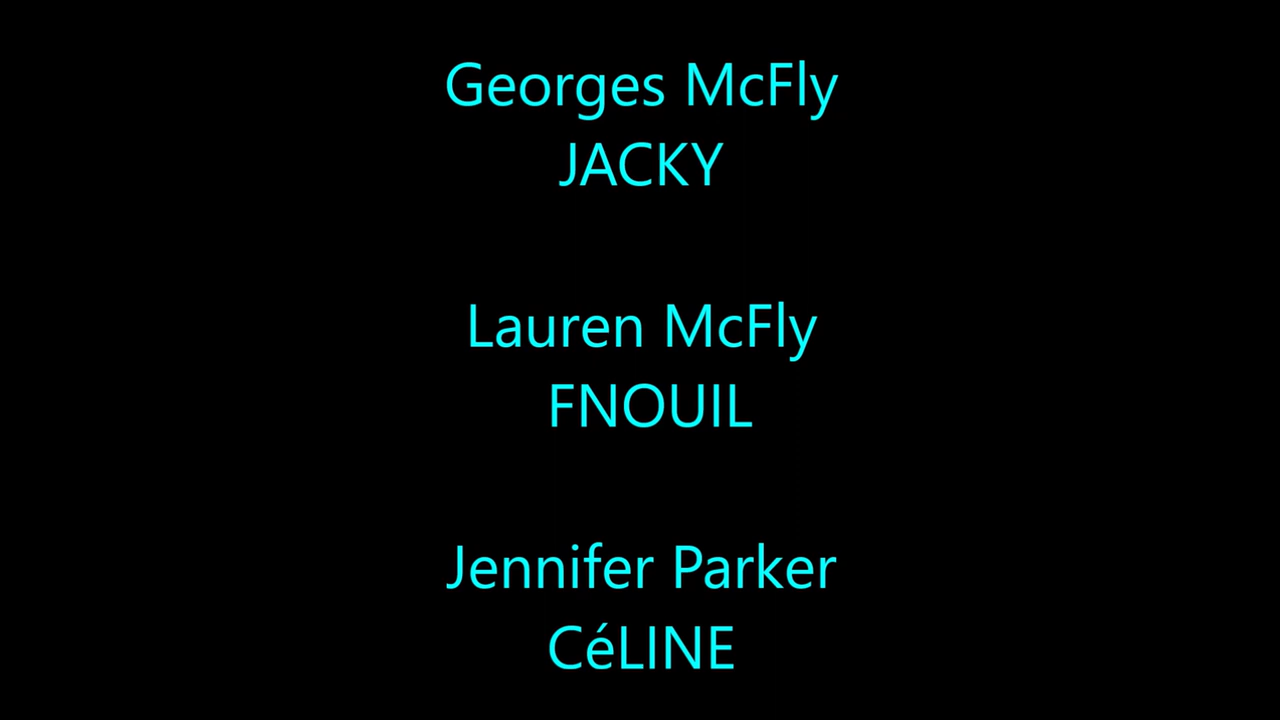 Georges McFly
JACKY
Lauren McFly
FNOUIL
Jennifer Parker
CéLINE